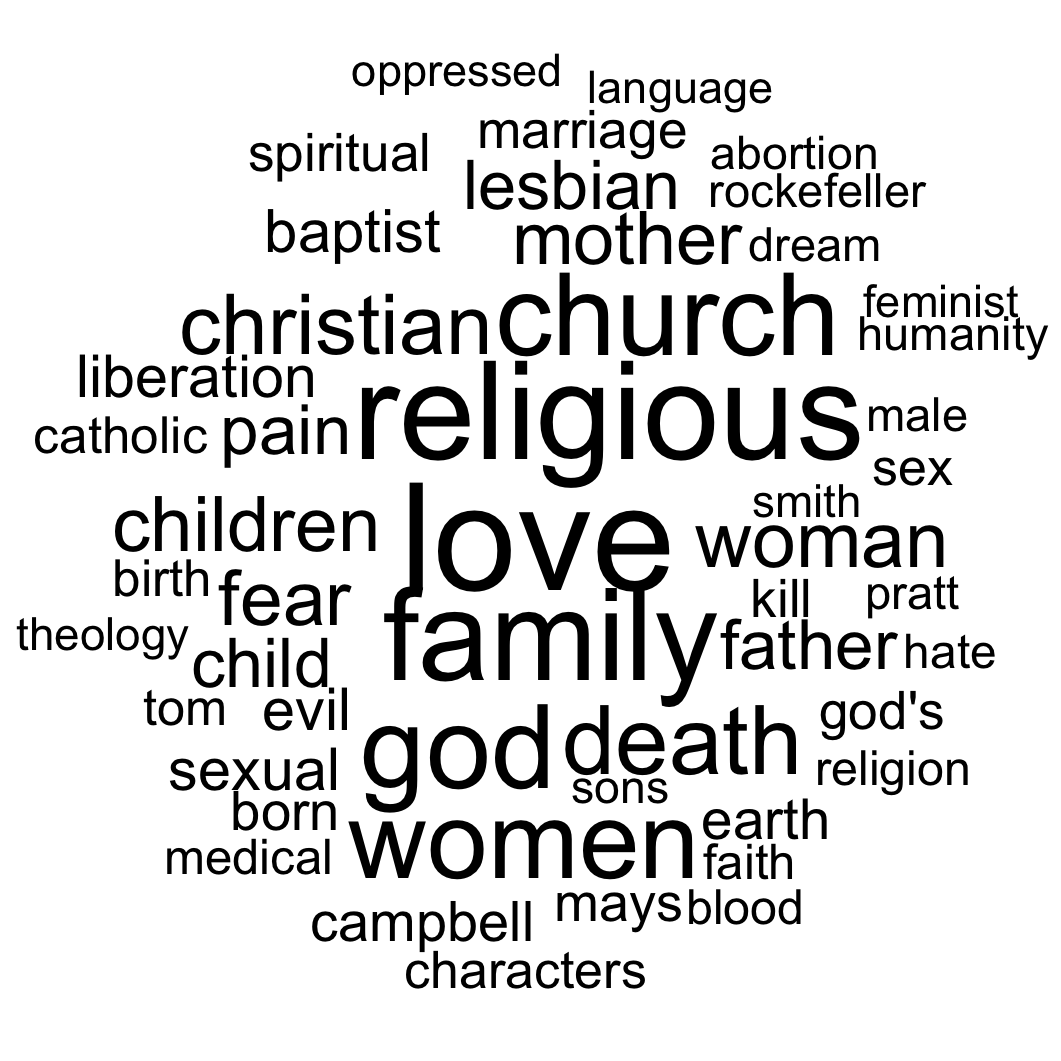 oppressed
language
marriage
spiritual
abortion
lesbian
rockefeller
baptist
mother
dream
church
feminist
christian
humanity
liberation
religious
male
catholic
pain
sex
smith
children
love
woman
birth
fear
kill
pratt
family
theology
child
father
hate
tom
evil
god
death
god's
sexual
religion
sons
born
women
earth
medical
faith
campbell
mays
blood
characters